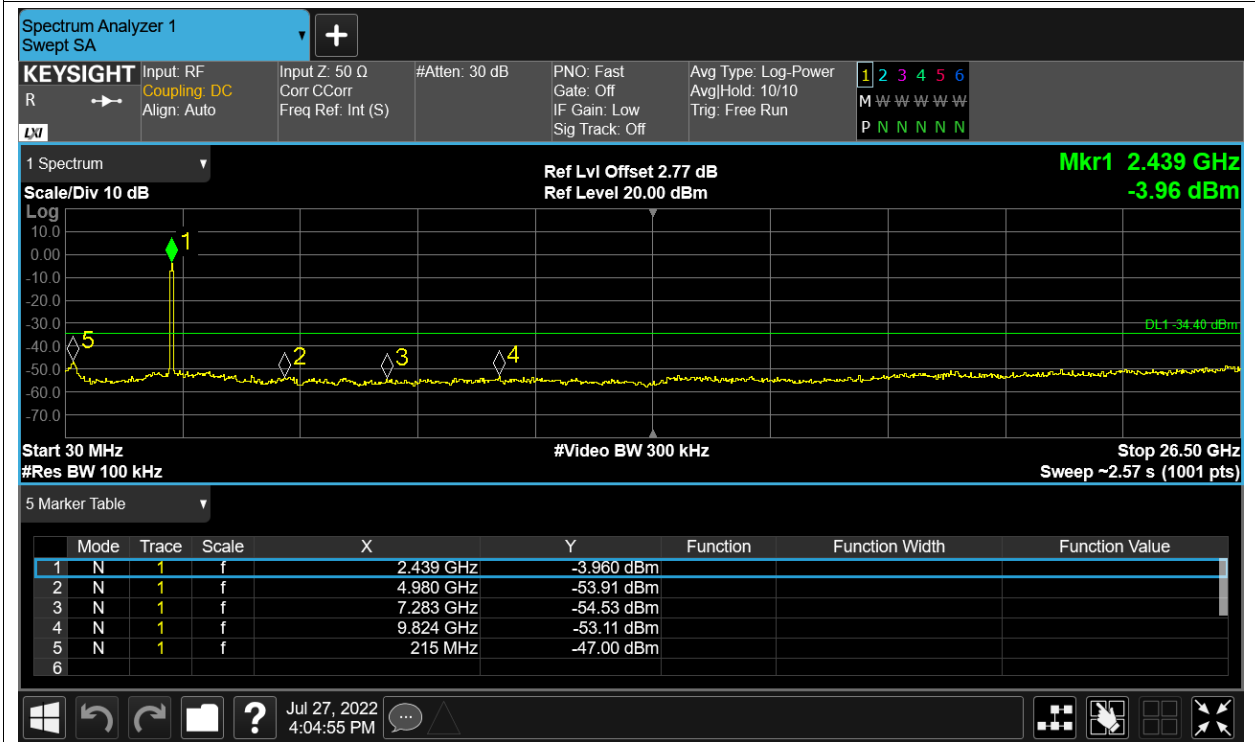 Spectrum Analyzer 1
Swept SA
KEYSIGHT Input: RF Input Z: 50 Ω #Atten: 30 dB PNO: Fast Avg Type: Log-Power 1 2 3 4 5 6
R Coupling: DC Corr CCorr Gate: Off Avg|Hold: 10/10 M W W W W W
Align: Auto Freq Ref: Int (S) IF Gain: Low Trig: Free Run
LXI Sig Track: Off P N N N N N
1 Spectrum Ref Lvl Offset 2.77 dB Mkr1 2.439 GHz
Scale/Div 10 dB Ref Level 20.00 dBm -3.96 dBm
Log
10.0
1
0.00
-10.0
-20.0
-30.0
DL1 -34.40 dBm
-40.0
5 2 3 4
-50.0
-60.0
-70.0
Start 30 MHz #Video BW 300 kHz Stop 26.50 GHz
#Res BW 100 kHz Sweep ~2.57 s (1001 pts)
5 Marker Table
Mode Trace Scale X Y Function Function Width Function Value
1 N 1 f 2.439 GHz -3.960 dBm
2 N 1 f 4.980 GHz -53.91 dBm
3 N 1 f 7.283 GHz -54.53 dBm
4 N 1 f 9.824 GHz -53.11 dBm
5 N 1 f 215 MHz -47.00 dBm
6
? Jul 27, 2022
4:04:55 PM